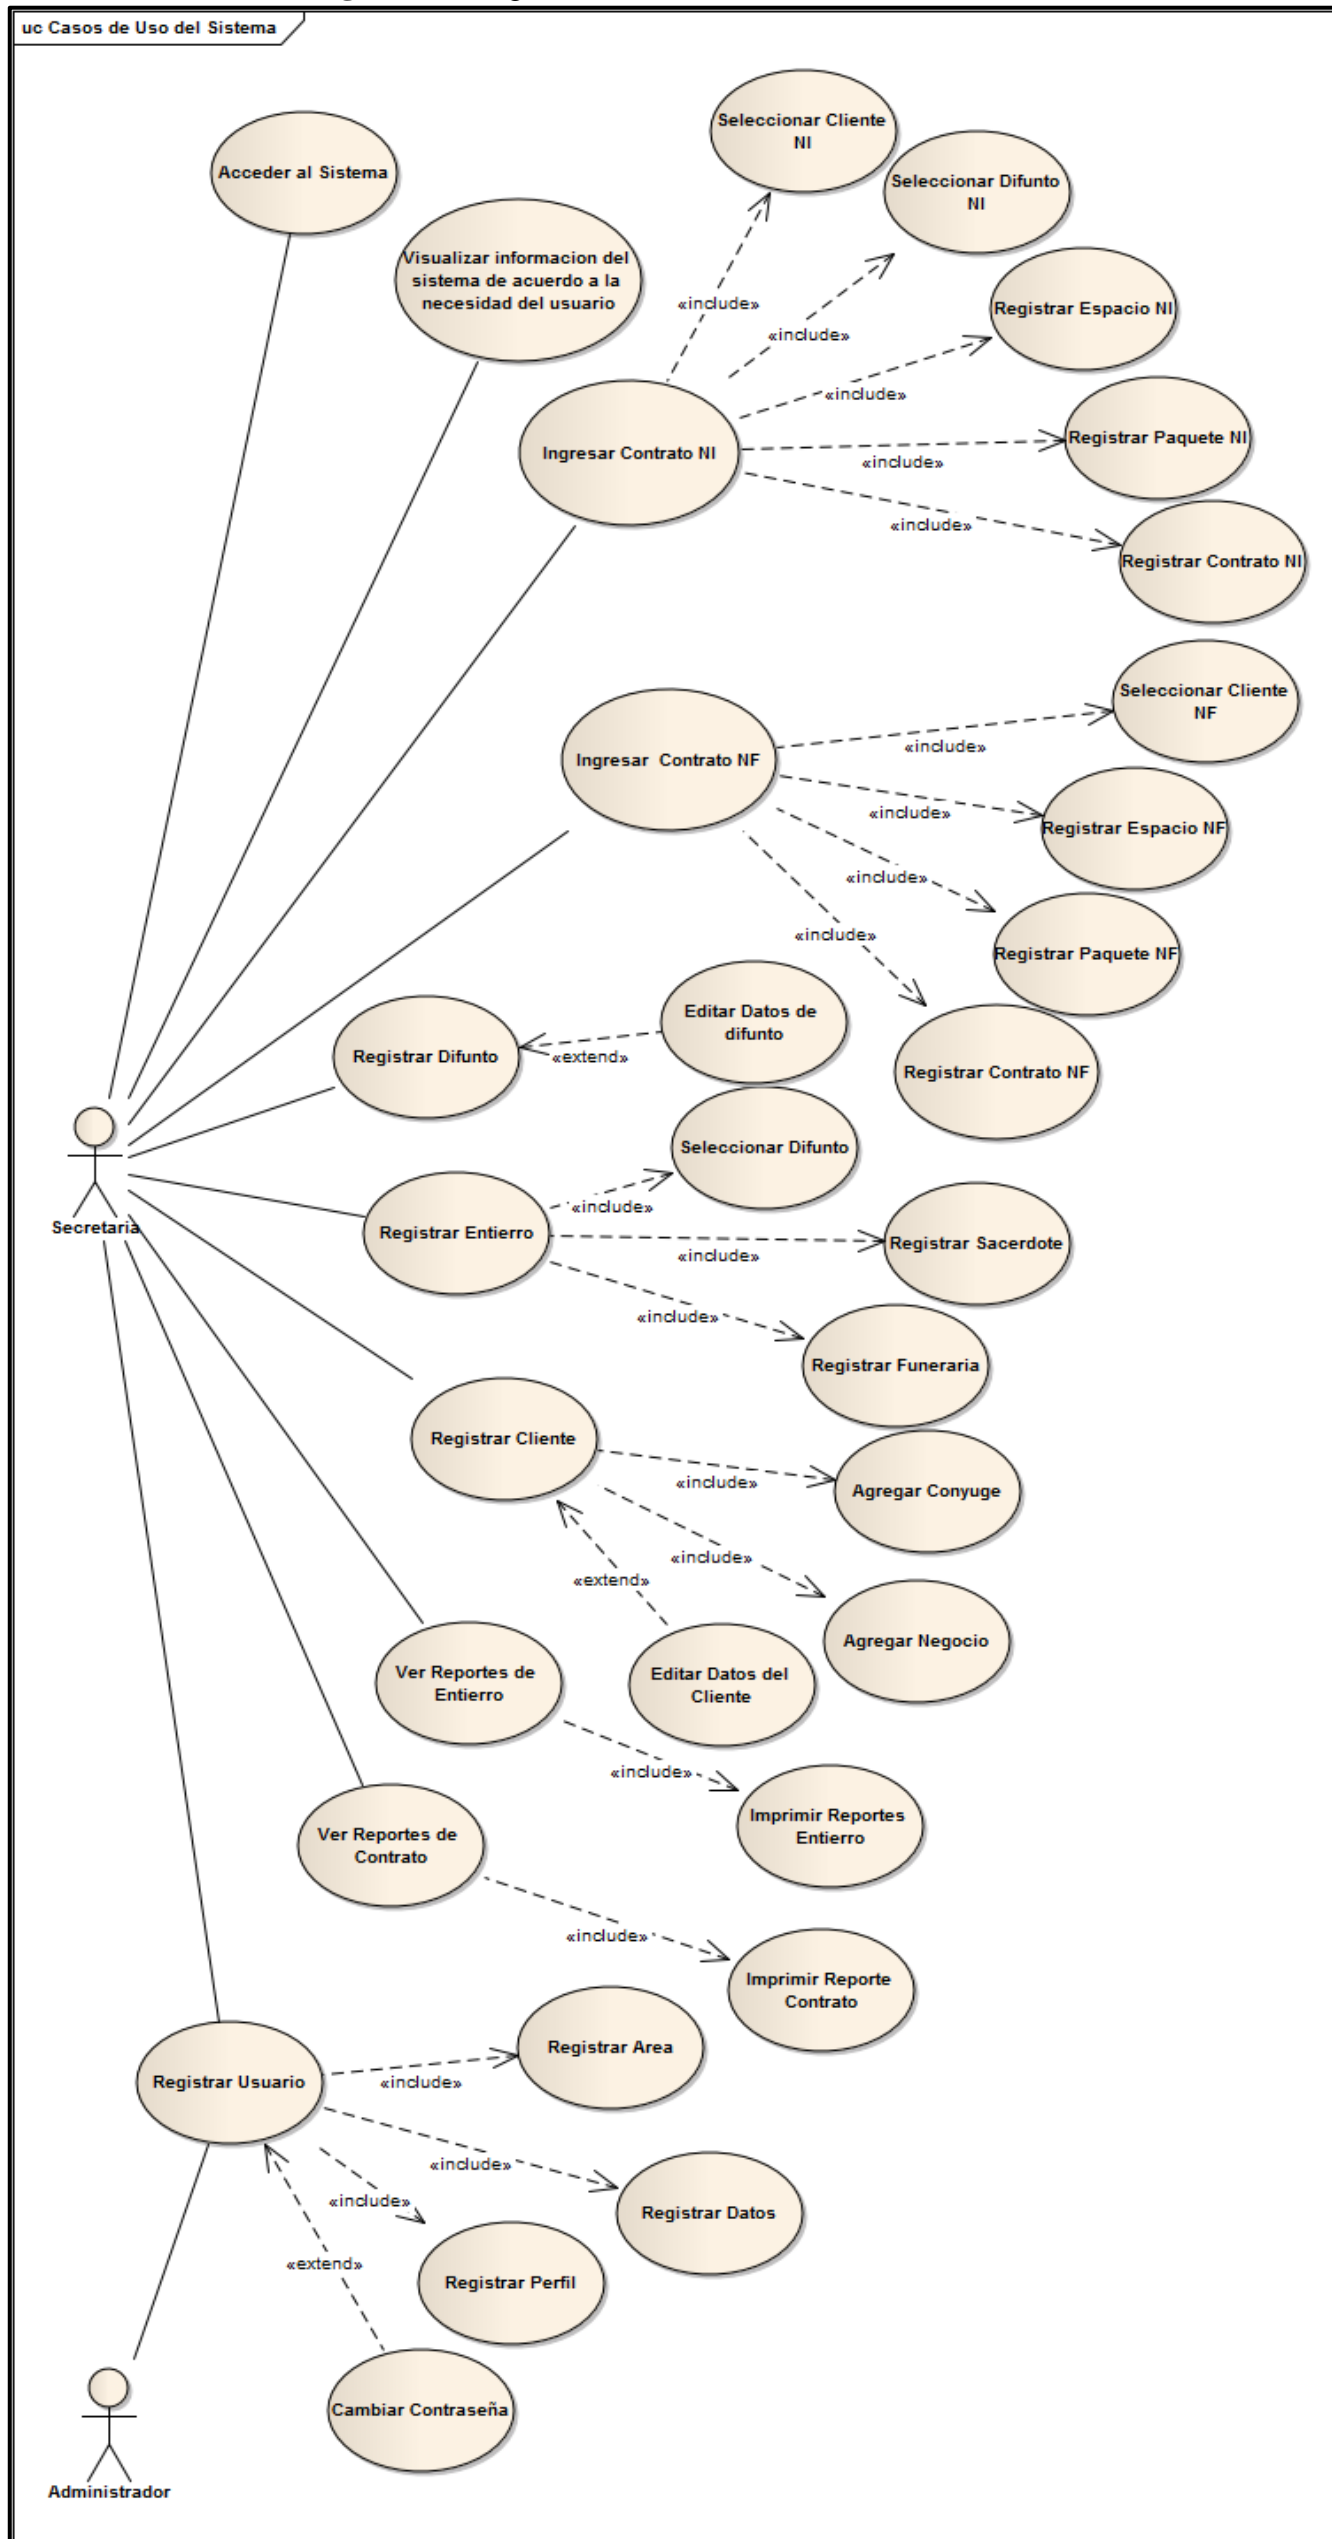 uc Casos de Uso del Sistema
Seleccionar Cliente
NI
Acceder al Sistema
Seleccionar Difunto
NI
Visualizar informacion del
sistema de acuerdo a la
necesidad del usuario
Registrar Espacio NI
«include»
«include»
«include»
Registrar Paquete NI
Ingresar Contrato NI
«include»
«include»
Registrar Contrato NI
Seleccionar Cliente
NF
Ingresar Contrato NF
«include»
«include»
Registrar Espacio NF
«include»
«include»
Registrar Paquete NF
Editar Datos de
difunto
Registrar Difunto
«extend»
Registrar Contrato NF
Seleccionar Difunto
Secretaria
«include»
Registrar Entierro
Registrar Sacerdote
«include»
«include»
Registrar Funeraria
Registrar Cliente
«include»
Agregar Conyuge
«include»
«extend»
Agregar Negocio
Ver Reportes de
Entierro
Editar Datos del
Cliente
«include»
Imprimir Reportes
Entierro
Ver Reportes de
Contrato
«include»
Imprimir Reporte
Contrato
Registrar Area
Registrar Usuario
«include»
«include»
«include»
Registrar Datos
«extend»
Registrar Perfil
Cambiar Contraseña
Administrador